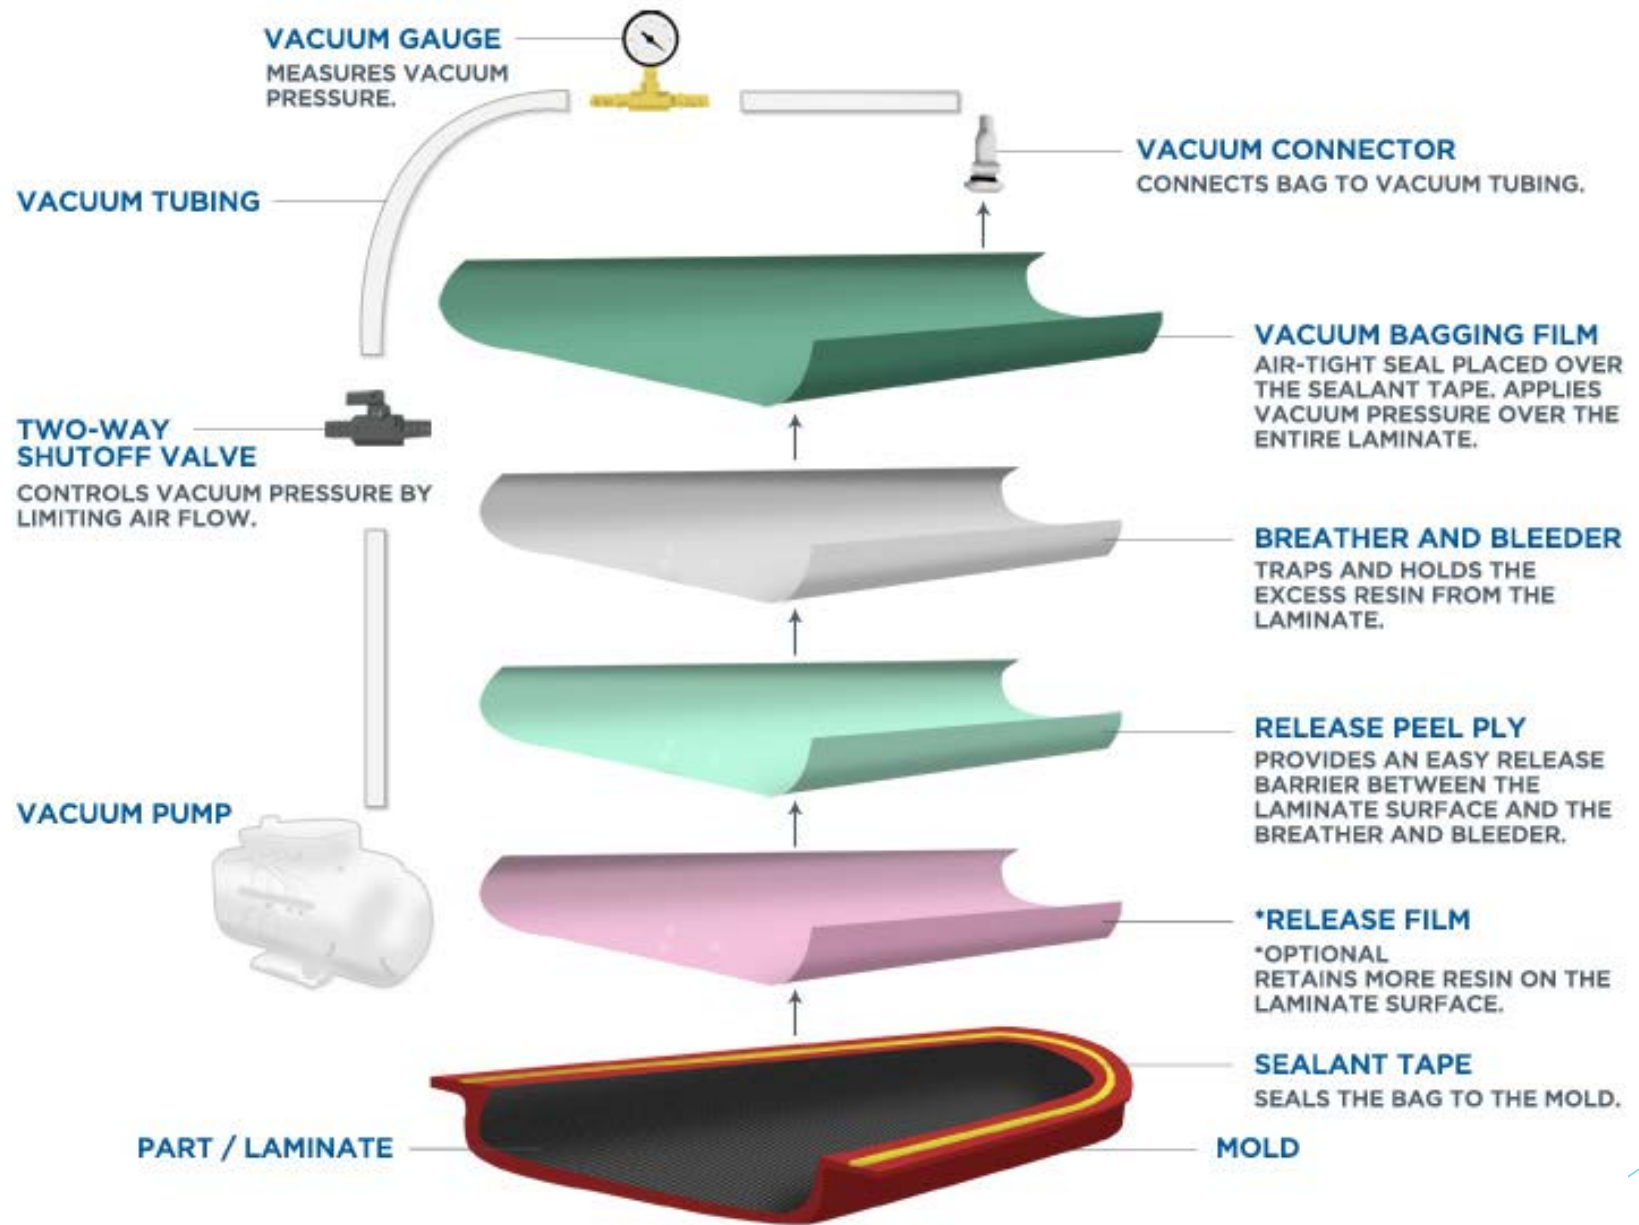 VACUUM GAUGE
MEASURES VACUUM
PRESSURE.
VACUUM CONNECTOR
CONNECTS BAG TO VACUUM TUBING.
VACUUM TUBING
VACUUM BAGGING FILM
AIR-TIGHT SEAL PLACED OVER
THE SEALANT TAPE. APPLIES
VACUUM PRESSURE OVER THE
ENTIRE LAMINATE.
TWO-WAY
SHUTOFF VALVE
CONTROLS VACUUM PRESSURE BY
LIMITING AIR FLOW.
BREATHER AND BLEEDER
TRAPS AND HOLDS THE
EXCESS RESIN FROM THE
LAMINATE.
RELEASE PEEL PLY
PROVIDES AN EASY RELEASE
BARRIER BETWEEN THE
LAMINATE SURFACE AND THE
BREATHER AND BLEEDER.
VACUUM PUMP
*RELEASE FILM
*OPTIONAL
RETAINS MORE RESIN ON THE
LAMINATE SURFACE.
SEALANT TAPE
SEALS THE BAG TO THE MOLD.
PART / LAMINATE
MOLD